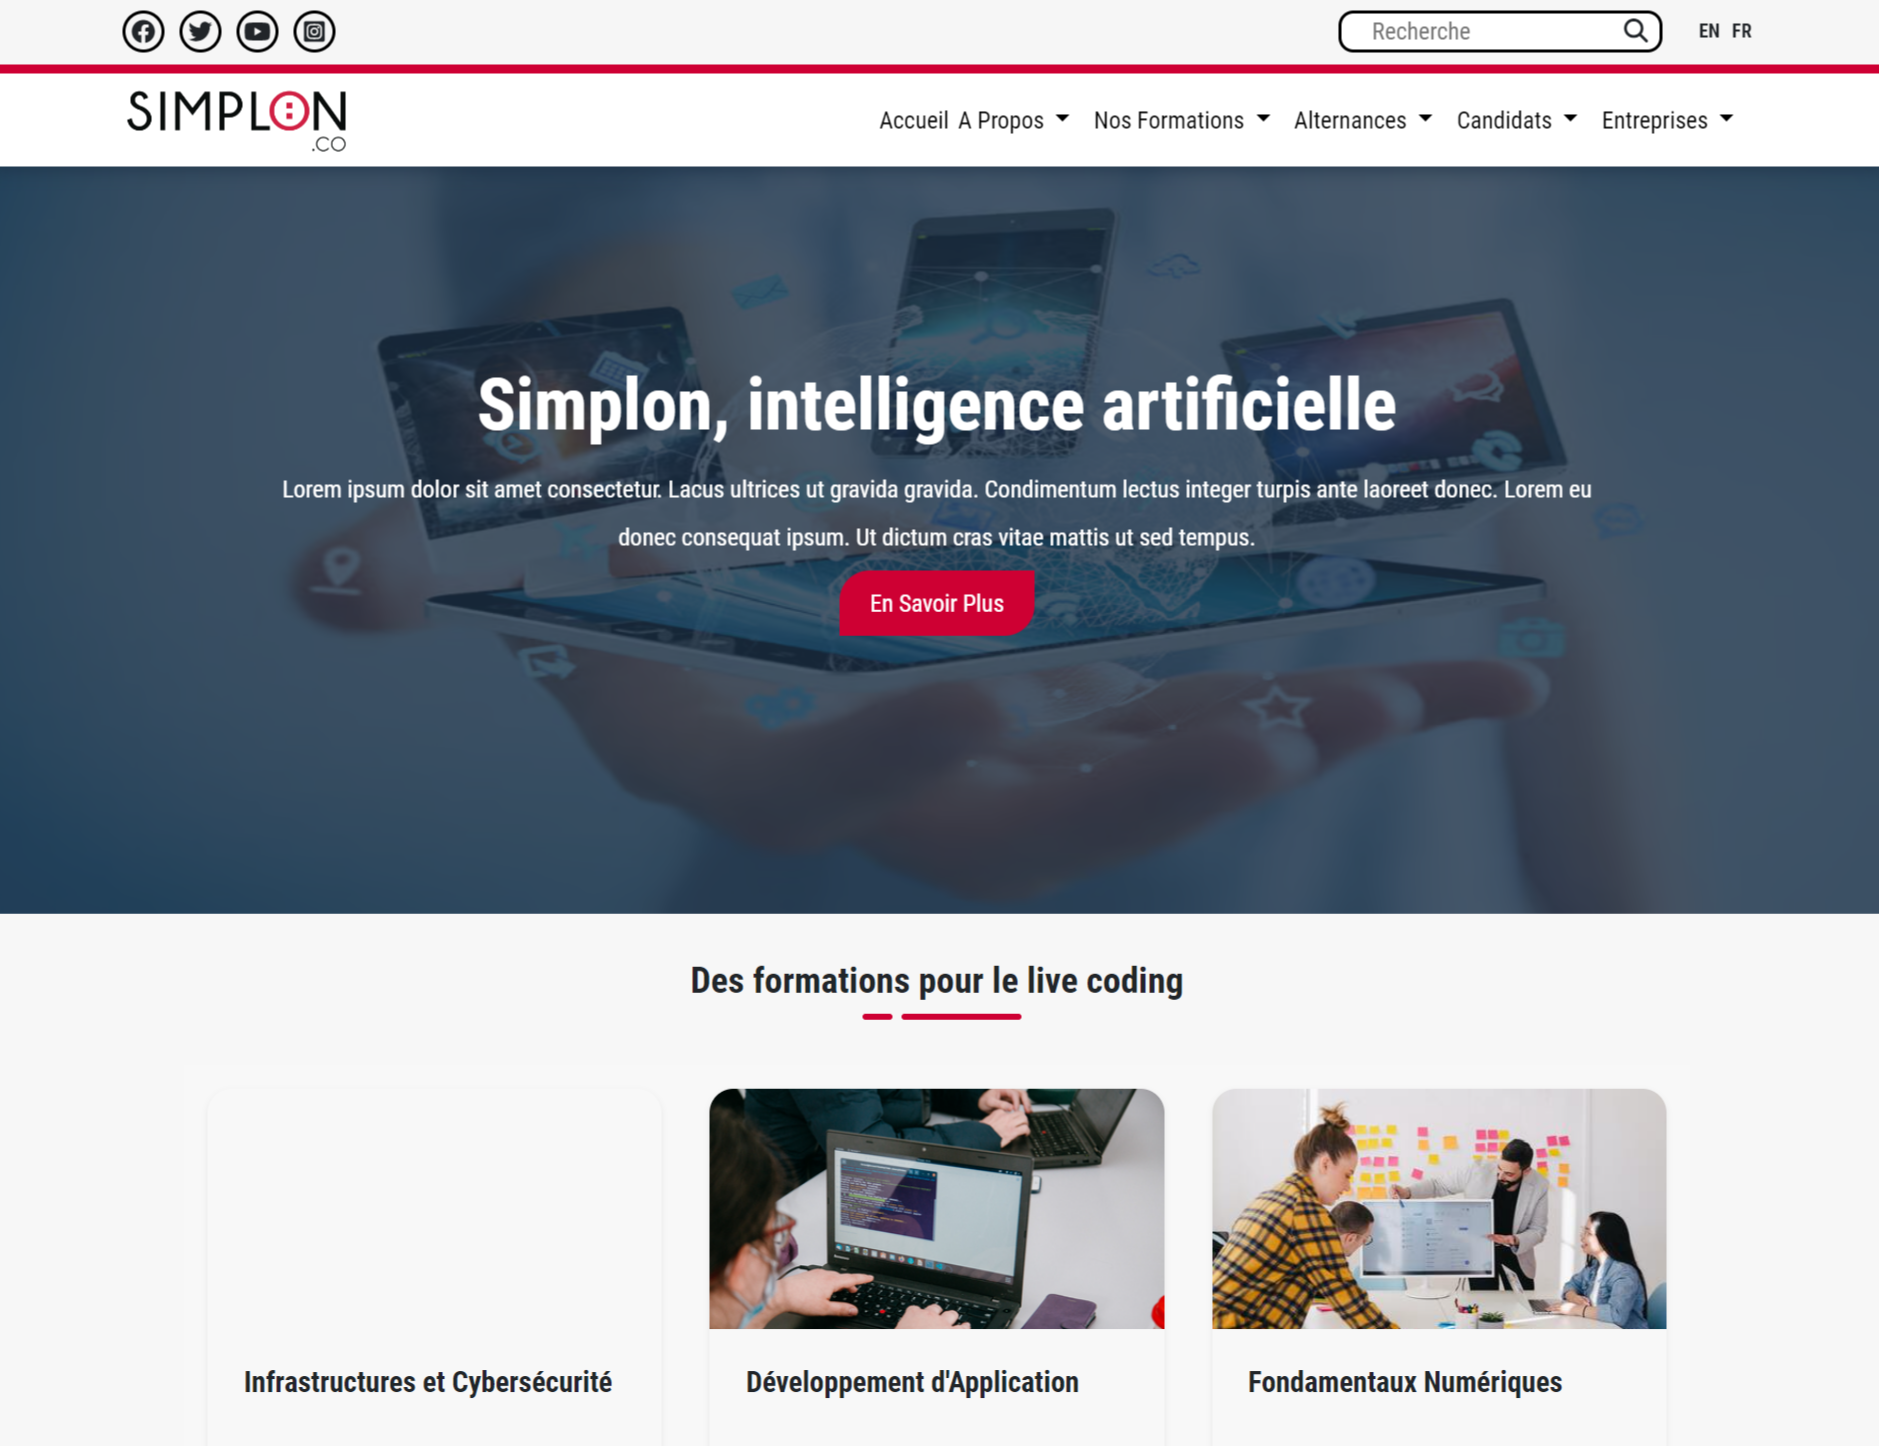 Recherche
EN FR
SIMPLON
.CO
Accueil A Propos Nos Formations Alternances Candidats Entreprises
Simplon, intelligence artificielle
Lorem ipsum dolor sit amet consectetur. Lacus ultrices ut gravida gravida. Condimentum lectus integer turpis ante laoreet donec. Lorem eu
donec consequat ipsum. Ut dictum cras vitae mattis ut sed tempus.
En Savoir Plus
Des formations pour le live coding
Infrastructures et Cybersécurité
Développement d'Application
Fondamentaux Numériques